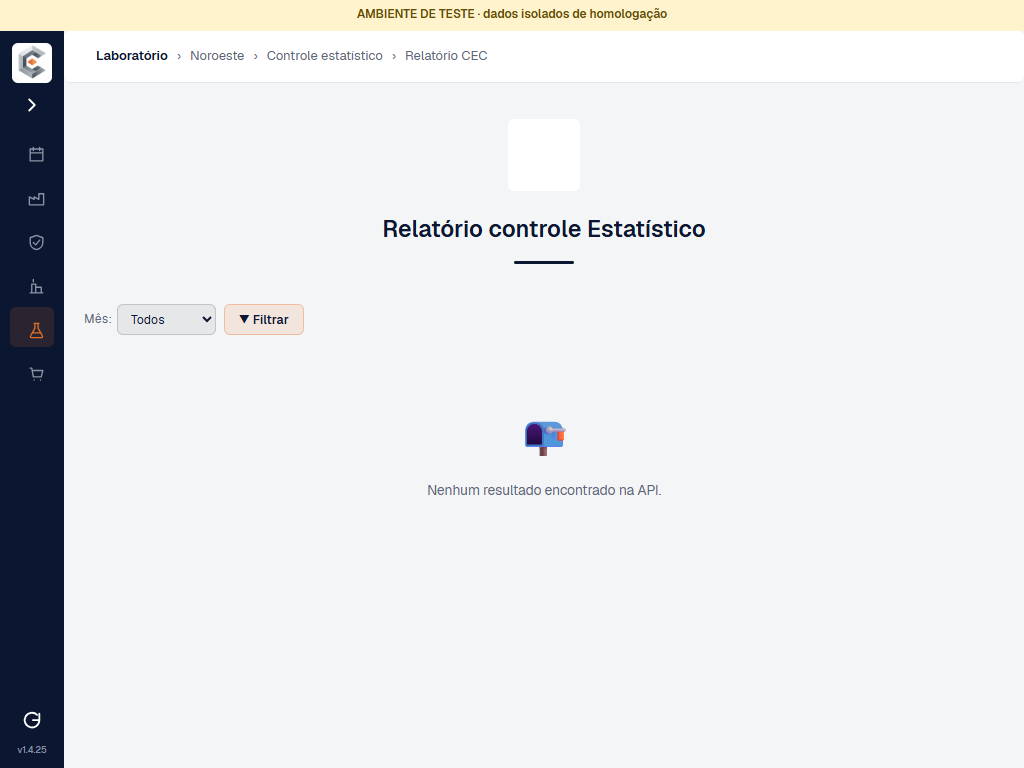 AMBIENTE DE TESTE · dados isolados de homologação
Laboratório › Noroeste › Controle estatístico › Relatório CEC
Relatório controle Estatístico
Mês: Todos ▼ Filtrar
Nenhum resultado encontrado na API.
v1.4.25